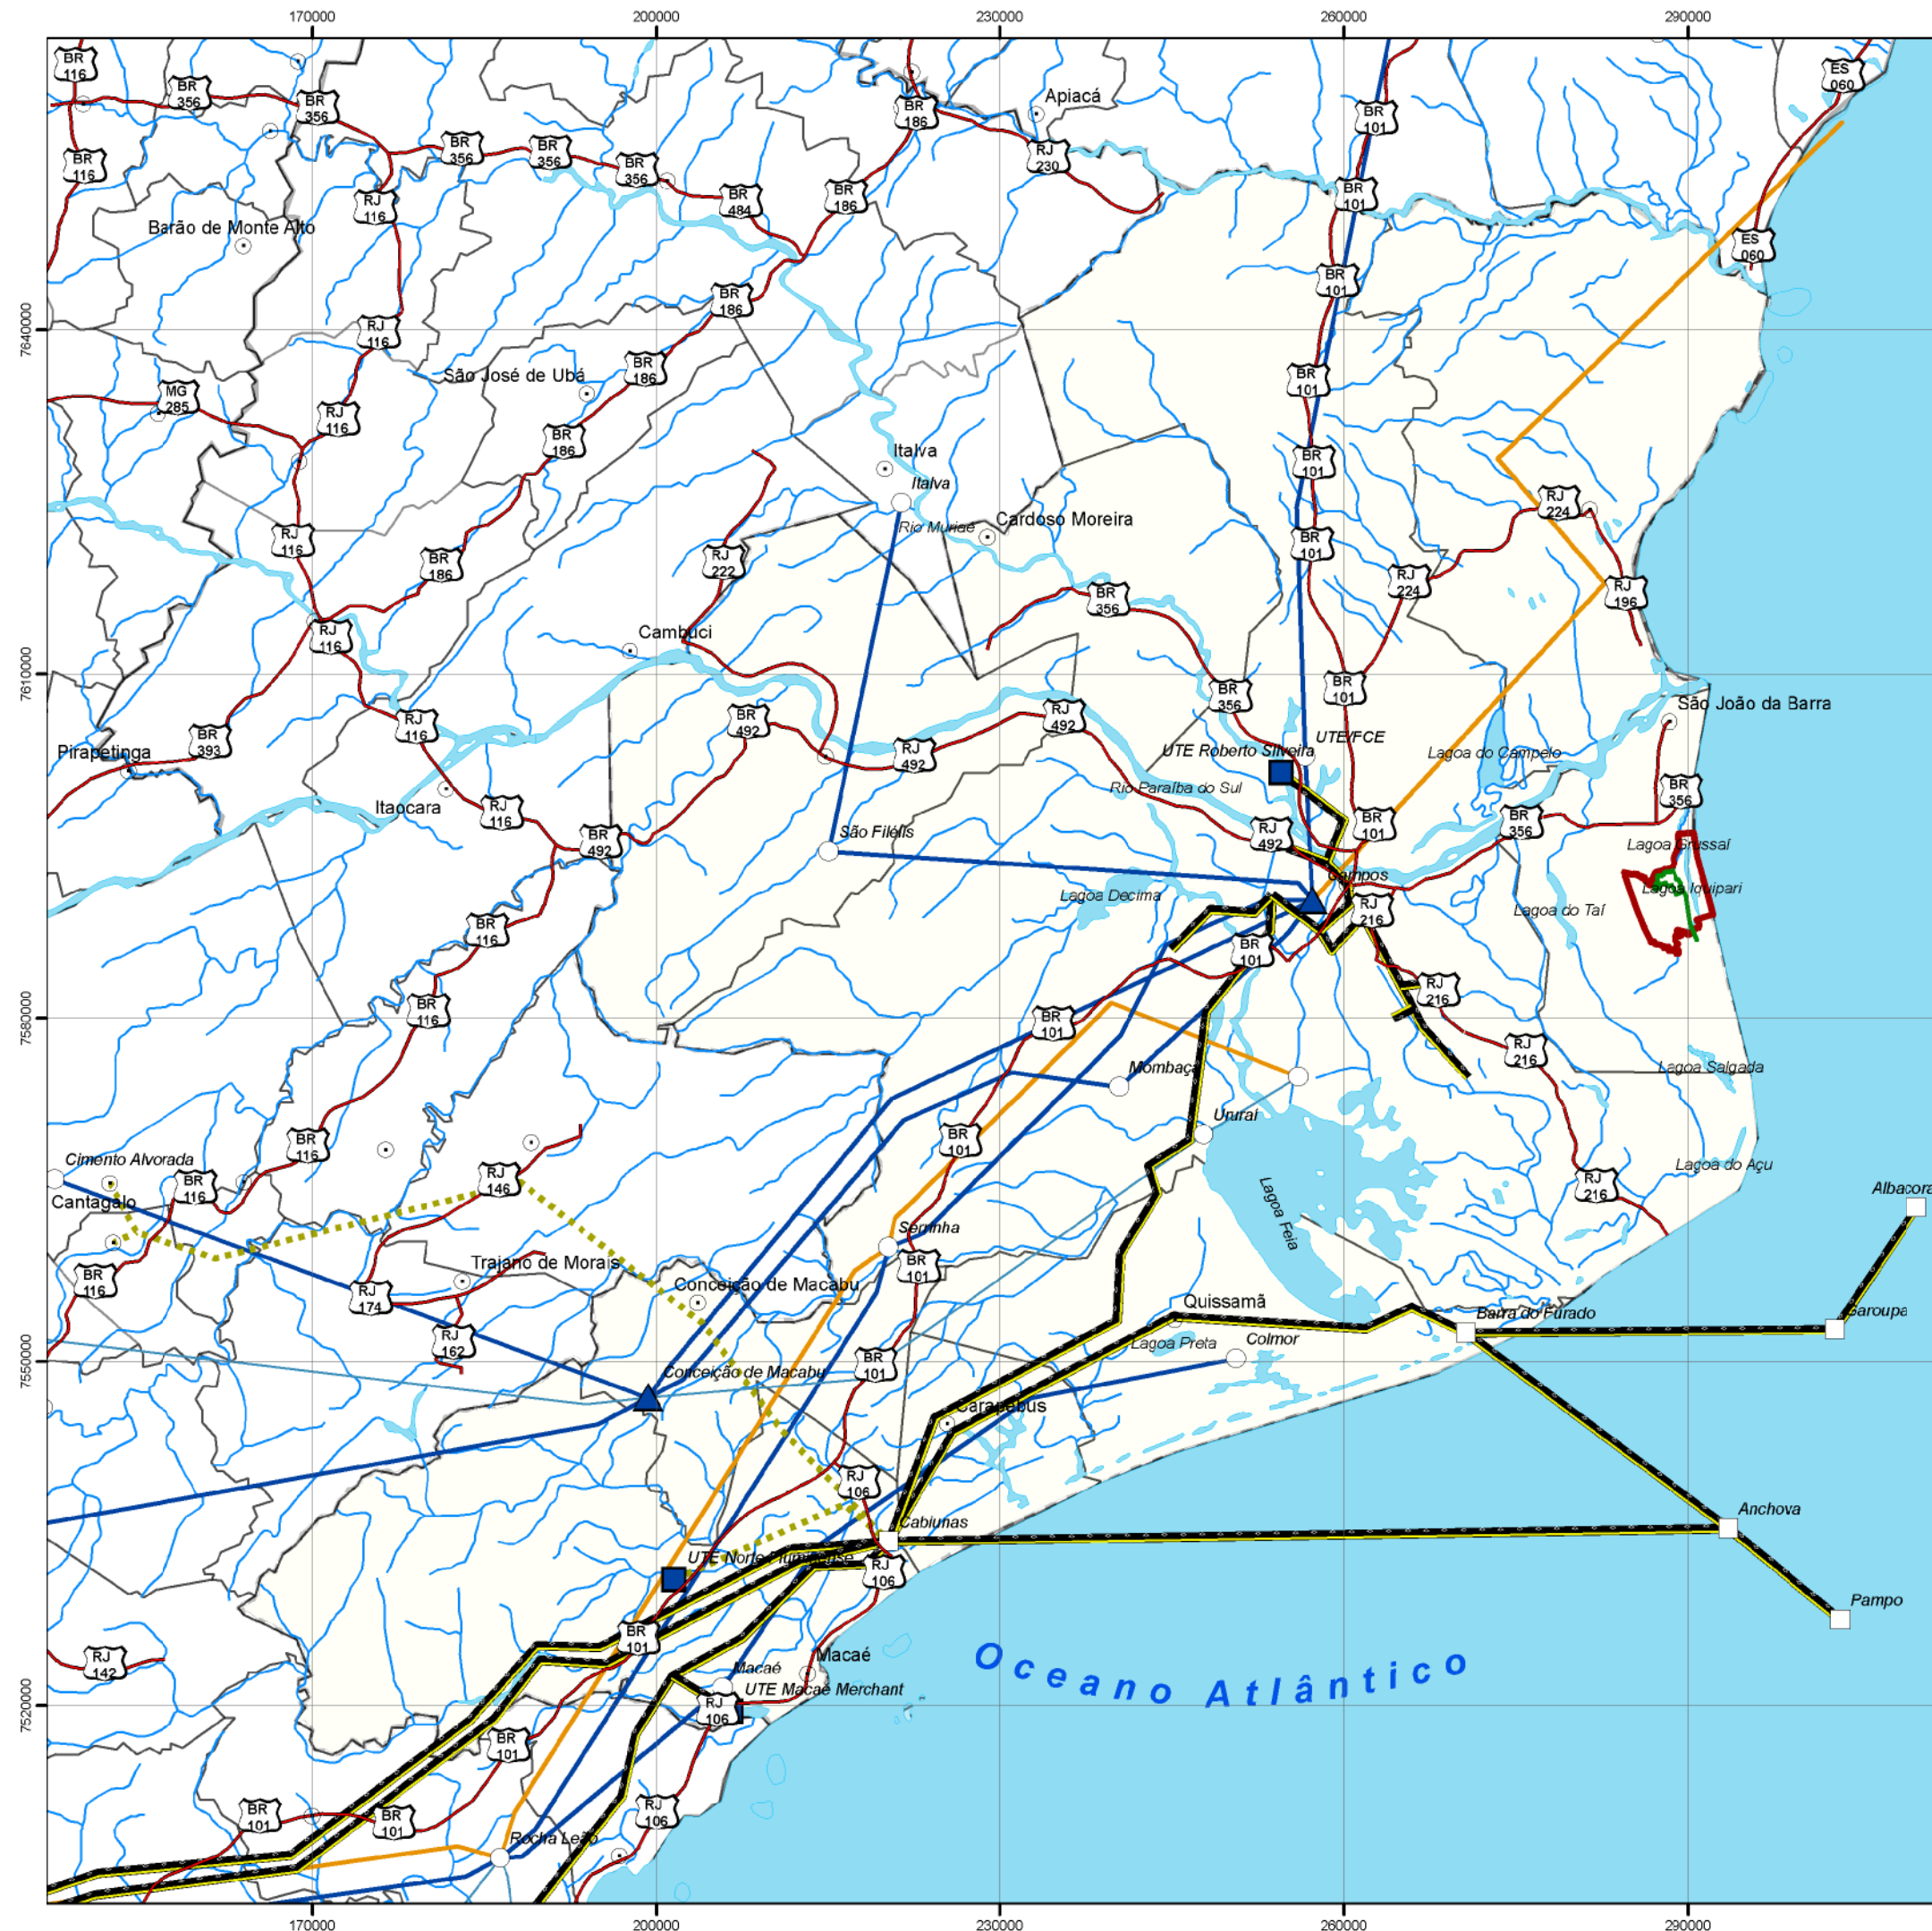 170000
200000
230000
260000
290000
BR
116
BR
356
BR
356
BR
116
BR
356
BR
356
BR
356
RJ
116
BR
484
BR
186
BR
186
Apiacá
RJ
230
BR
101
BR
101
BR
101
ES
060
ES
060
Barão de Monte Alto
BR
186
7640000
RJ
116
MG
285
RJ
116
São José de Ubá
BR
186
BR
186
BR
101
BR
101
BR
101
Italva
Italva
Rio Muriaé
Cardoso Moreira
RJ
224
RJ
224
RJ
196
RJ
116
BR
186
RJ
222
BR
356
Cambuci
RJ
116
7610000
BR
356
BR
101
São João da Barra
RJ
116
BR
393
Pirapetinga
BR
492
RJ
492
RJ
492
UTE/FCE
UTE Roberto Silveira
Lagoa do Campelo
Rio Paraíba do Sul
BR
356
BR
356
Itaocara
RJ
116
BR
492
São Fidélis
RJ
492
BR
101
Lagoa Grussaí
Campos
Lagoa Iquipari
Lagoa Decima
Lagoa do Taí
RJ
216
BR
116
BR
101
BR
116
RJ
216
7580000
BR
101
RJ
216
Mombaça
Lagoa Salgada
Ururaí
BR
116
BR
101
Cimento Alvorada
Cantagalo
BR
116
RJ
146
Lagoa do Açu
RJ
216
Albacora
Lagoa Feia
Serrinha
BR
101
Trajano de Morais
BR
116
RJ
174
Conceição de Macabu
RJ
162
Quissamã
Barra do Furado
Garoupa
Lagoa Preta
Colmor
7550000
Conceição de Macabu
BR
101
Carapebus
RJ
106
Cabiunas
Anchova
UTE Norte Fluminense
RJ
106
Pampo
BR
101
RJ
142
Macaé
Macaé
UTE Macaé Merchant
RJ
106
Oceano Atlântico
7520000
BR
101
BR
101
BR
101
RJ
106
Rocha Leão
170000
200000
230000
260000
290000